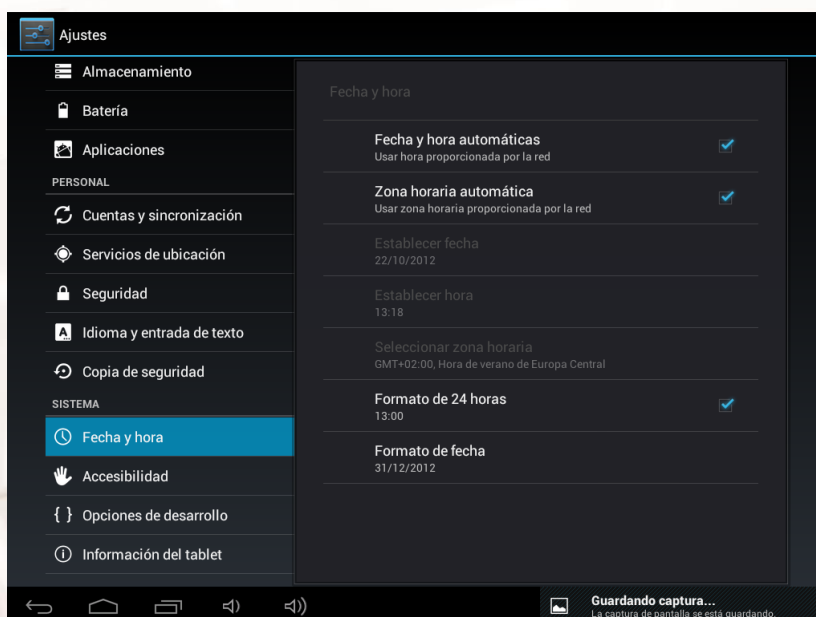 Ajustes
Almacenamiento
Batería
Aplicaciones
PERSONAL
Cuentas y sincronización
Servicios de ubicación
Seguridad
Idioma y entrada de texto
Copia de seguridad
SISTEMA
Fecha y hora
Accesibilidad
{ } Opciones de desarrollo
Información del tablet
Fecha y hora
Fecha y hora automáticas
Usar hora proporcionada por la red
Zona horaria automática
Usar zona horaria proporcionada por la red
Establecer fecha
22/10/2012
Establecer hora
13:18
Seleccionar zona horaria
GMT+02:00, Hora de verano de Europa Central
Formato de 24 horas
13:00
Formato de fecha
31/12/2012
Guardando captura...
La captura de pantalla se está guardando.